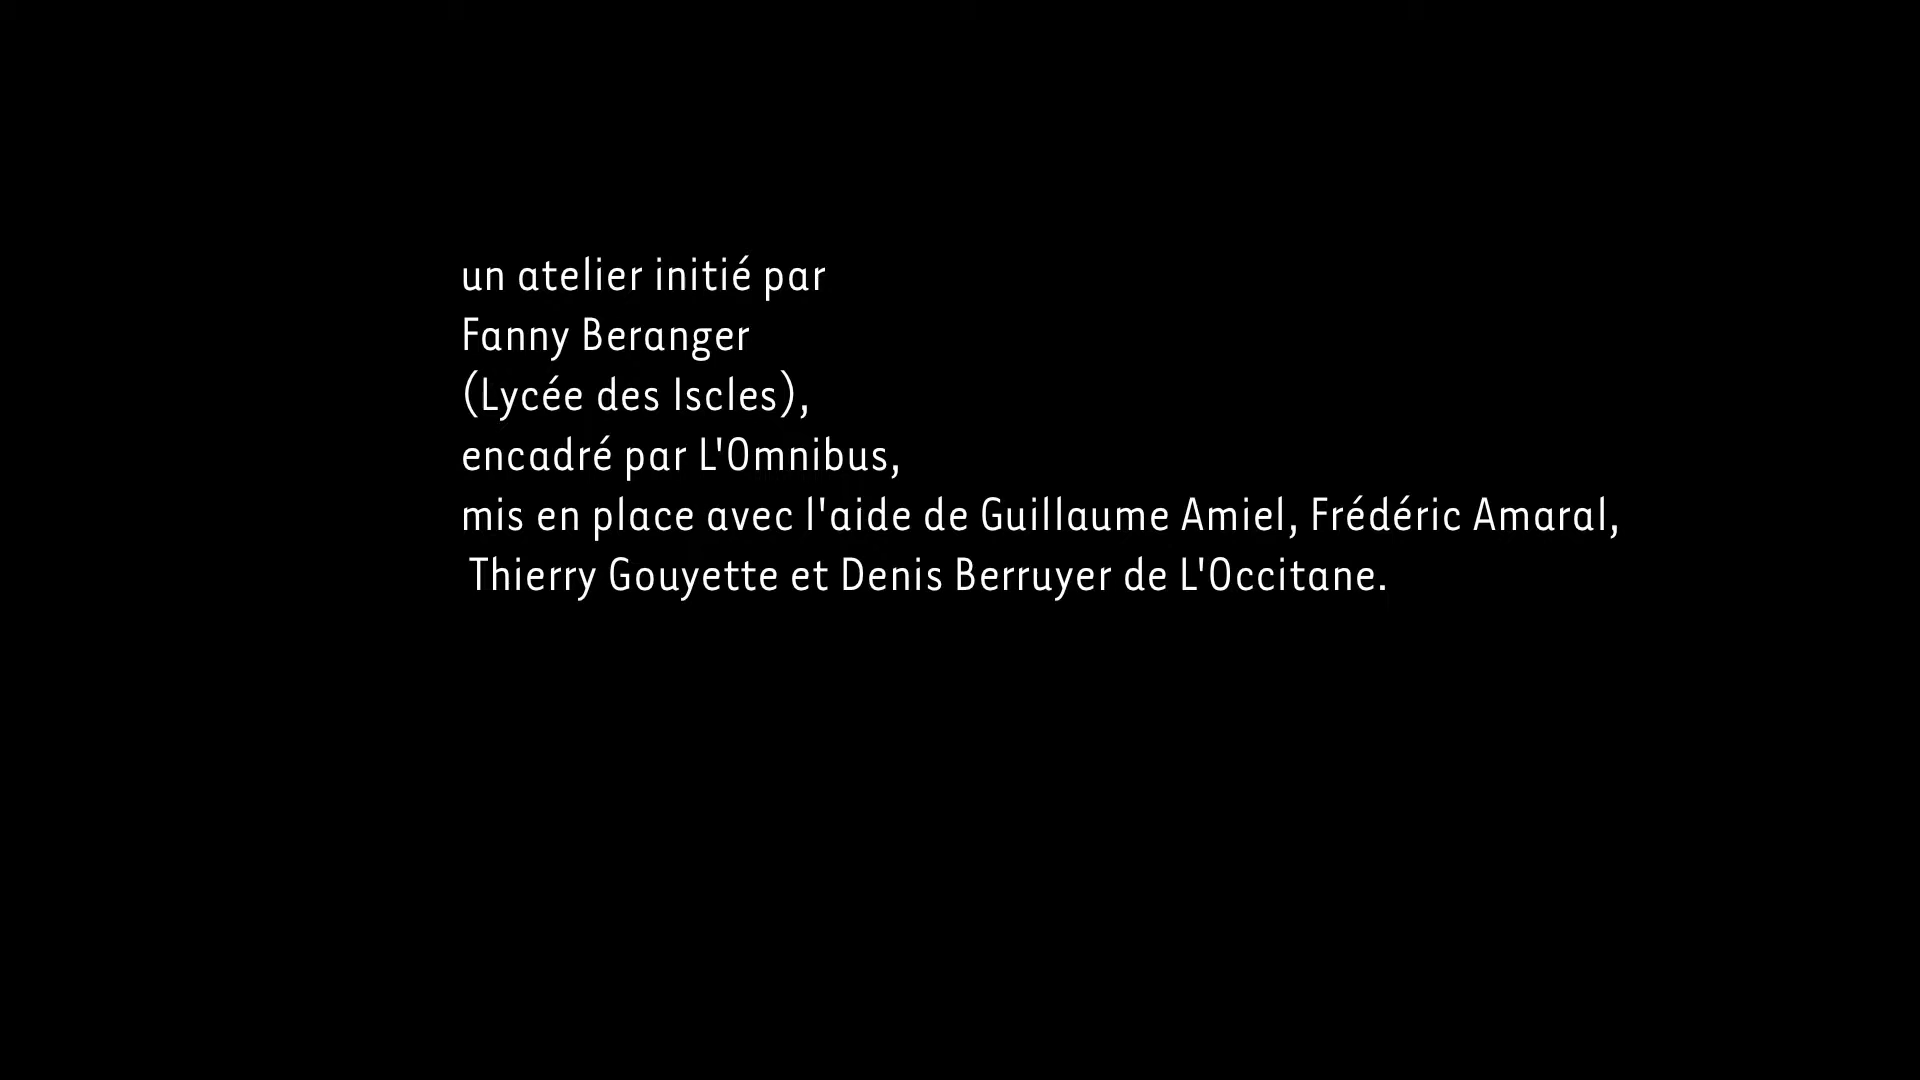 un atelier initié par
Fanny Beranger
(Lycée des Iscles),
encadré par L'Omnibus,
mis en place avec l'aide de Guillaume Amiel, Frédéric Amaral,
Thierry Gouyette et Denis Berruyer de L'Occitane.